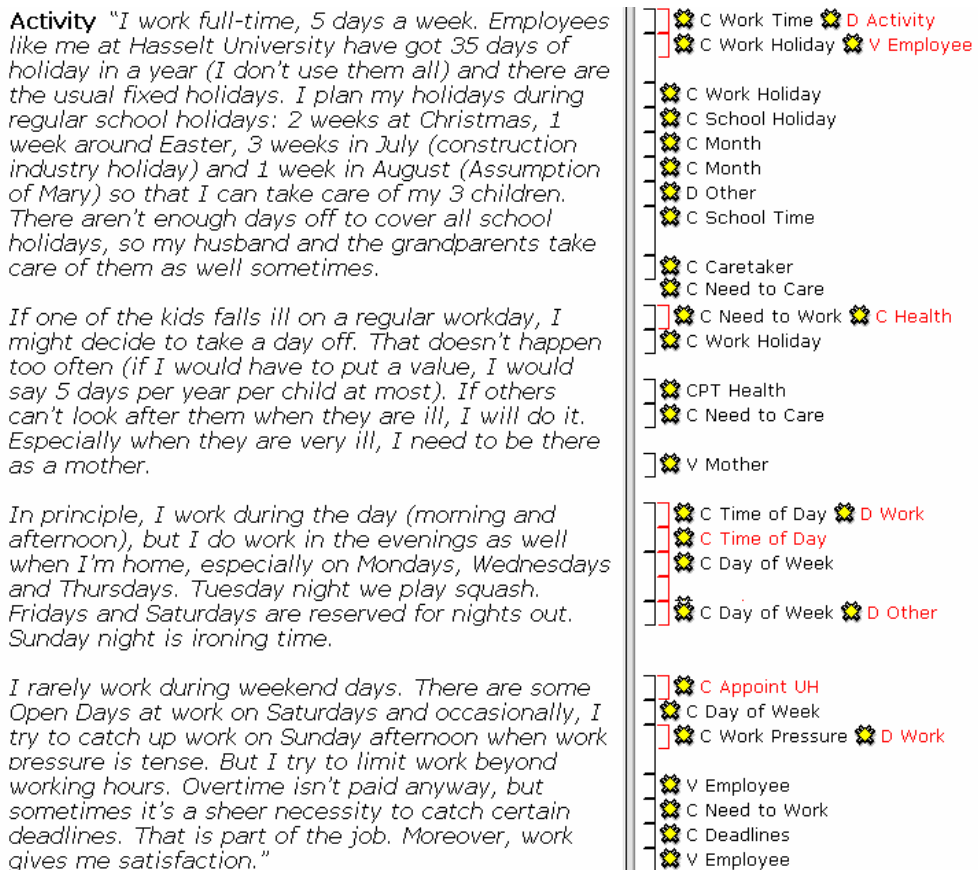 Activity "I work full-time, 5 days a week. Employees
like me at Hasselt University have got 35 days of
holiday in a year (I don't use them all) and there are
the usual fixed holidays. I plan my holidays during
regular school holidays: 2 weeks at Christmas, 1
week around Easter, 3 weeks in July (construction
industry holiday) and 1 week in August (Assumption
of Mary) so that I can take care of my 3 children.
There aren't enough days off to cover all school
holidays, so my husband and the grandparents take
care of them as well sometimes.
If one of the kids falls ill on a regular workday, I
might decide to take a day off. That doesn't happen
too often (if I would have to put a value, I would
say 5 days per year per child at most). If others
can't look after them when they are ill, I will do it.
Especially when they are very ill, I need to be there
as a mother.
In principle, I work during the day (morning and
afternoon), but I do work in the evenings as well
when I'm home, especially on Mondays, Wednesdays
and Thursdays. Tuesday night we play squash.
Fridays and Saturdays are reserved for nights out.
Sunday night is ironing time.
I rarely work during weekend days. There are some
Open Days at work on Saturdays and occasionally, I
try to catch up work on Sunday afternoon when work
pressure is tense. But I try to limit work beyond
working hours. Overtime isn't paid anyway, but
sometimes it's a sheer necessity to catch certain
deadlines. That is part of the job. Moreover, work
gives me satisfaction."
C Work Time D Activity
C Work Holiday V Employee
C Work Holiday
C School Holiday
C Month
C Month
D Other
C School Time
C Caretaker
C Need to Care
C Need to Work C Health
C Work Holiday
CPT Health
C Need to Care
V Mother
C Time of Day D Work
C Time of Day
C Day of Week
C Day of Week D Other
C Appoint UH
C Day of Week
C Work Pressure D Work
V Employee
C Need to Work
C Deadlines
V Employee